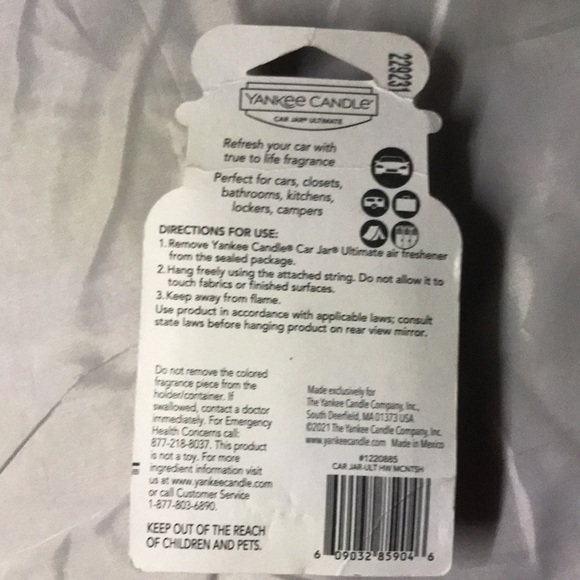 229231
YANKEE CANDLE®
CAR JAR® ULTIMATE
Refresh your car with
true to life fragrance
Perfect for cars, closets,
bathrooms, kitchens,
lockers, campers
DIRECTIONS FOR USE:
1. Remove Yankee Candle® Car Jar® Ultimate air freshener
from the sealed package.
2. Hang freely using the attached string. Do not allow it to
touch fabrics or finished surfaces.
3. Keep away from flame.
Use product in accordance with applicable laws; consult
state laws before hanging product on rear view mirror.
Do not remove the colored
fragrance piece from the
holder/container. If
swallowed, contact a doctor
immediately. For Emergency
Health Concerns call:
877-218-8037. This product
is not a toy. For more
ingredient information visit
us at www.yankeecandle.com
or call Customer Service
1-877-803-6890.
KEEP OUT OF THE REACH
OF CHILDREN AND PETS.
Made exclusively for
The Yankee Candle Company, Inc.,
South Deerfield, MA 01373 USA
©2021 The Yankee Candle Company, Inc.
www.yankeecandle.com Made in Mexico
#1220885
CAR JAR ULT HW MCNTSH
6 09032 85904 6